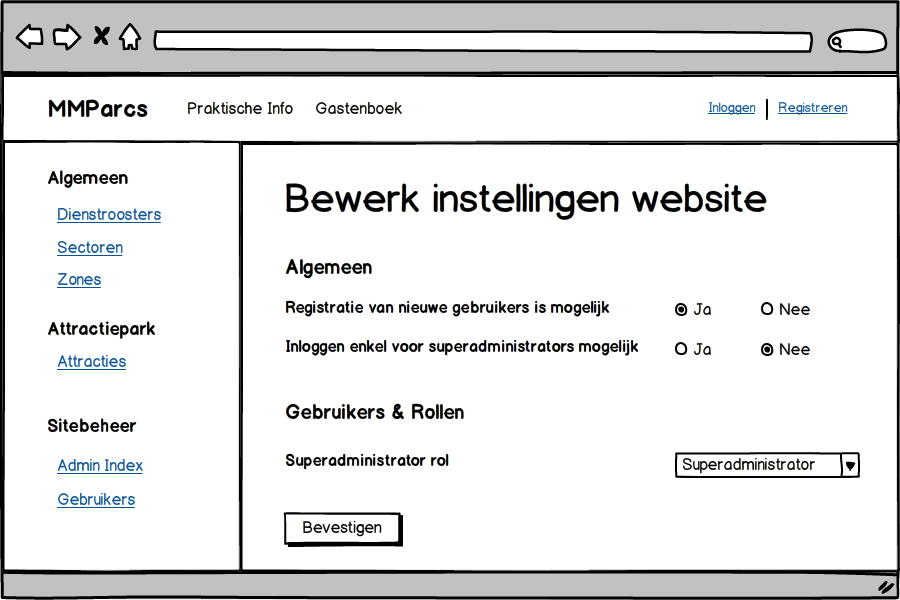 MMParcs Praktische Info Gastenboek Inloggen Registreren
Algemeen
Dienstroosters
Sectoren
Zones
Attractiepark
Attracties
Sitebeheer
Admin Index
Gebruikers
Bewerk instellingen website
Algemeen
Registratie van nieuwe gebruikers is mogelijk Ja Nee
Inloggen enkel voor superadministrators mogelijk Ja Nee
Gebruikers & Rollen
Superadministrator rol Superadministrator
Bevestigen